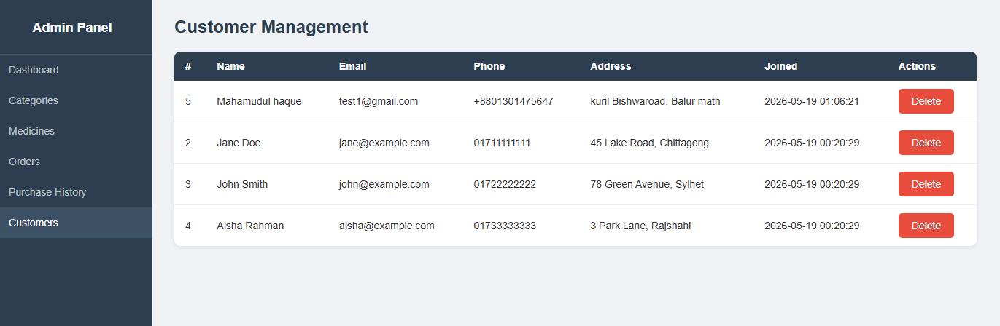 Admin Panel
Dashboard
Categories
Medicines
Orders
Purchase History
Customers
Customer Management
# Name Email Phone Address Joined Actions
5 Mahamudul haque test1@gmail.com +8801301475647 kuril Bishwaroad, Balur math 2026-05-19 01:06:21 Delete
2 Jane Doe jane@example.com 01711111111 45 Lake Road, Chittagong 2026-05-19 00:20:29 Delete
3 John Smith john@example.com 01722222222 78 Green Avenue, Sylhet 2026-05-19 00:20:29 Delete
4 Aisha Rahman aisha@example.com 01733333333 3 Park Lane, Rajshahi 2026-05-19 00:20:29 Delete